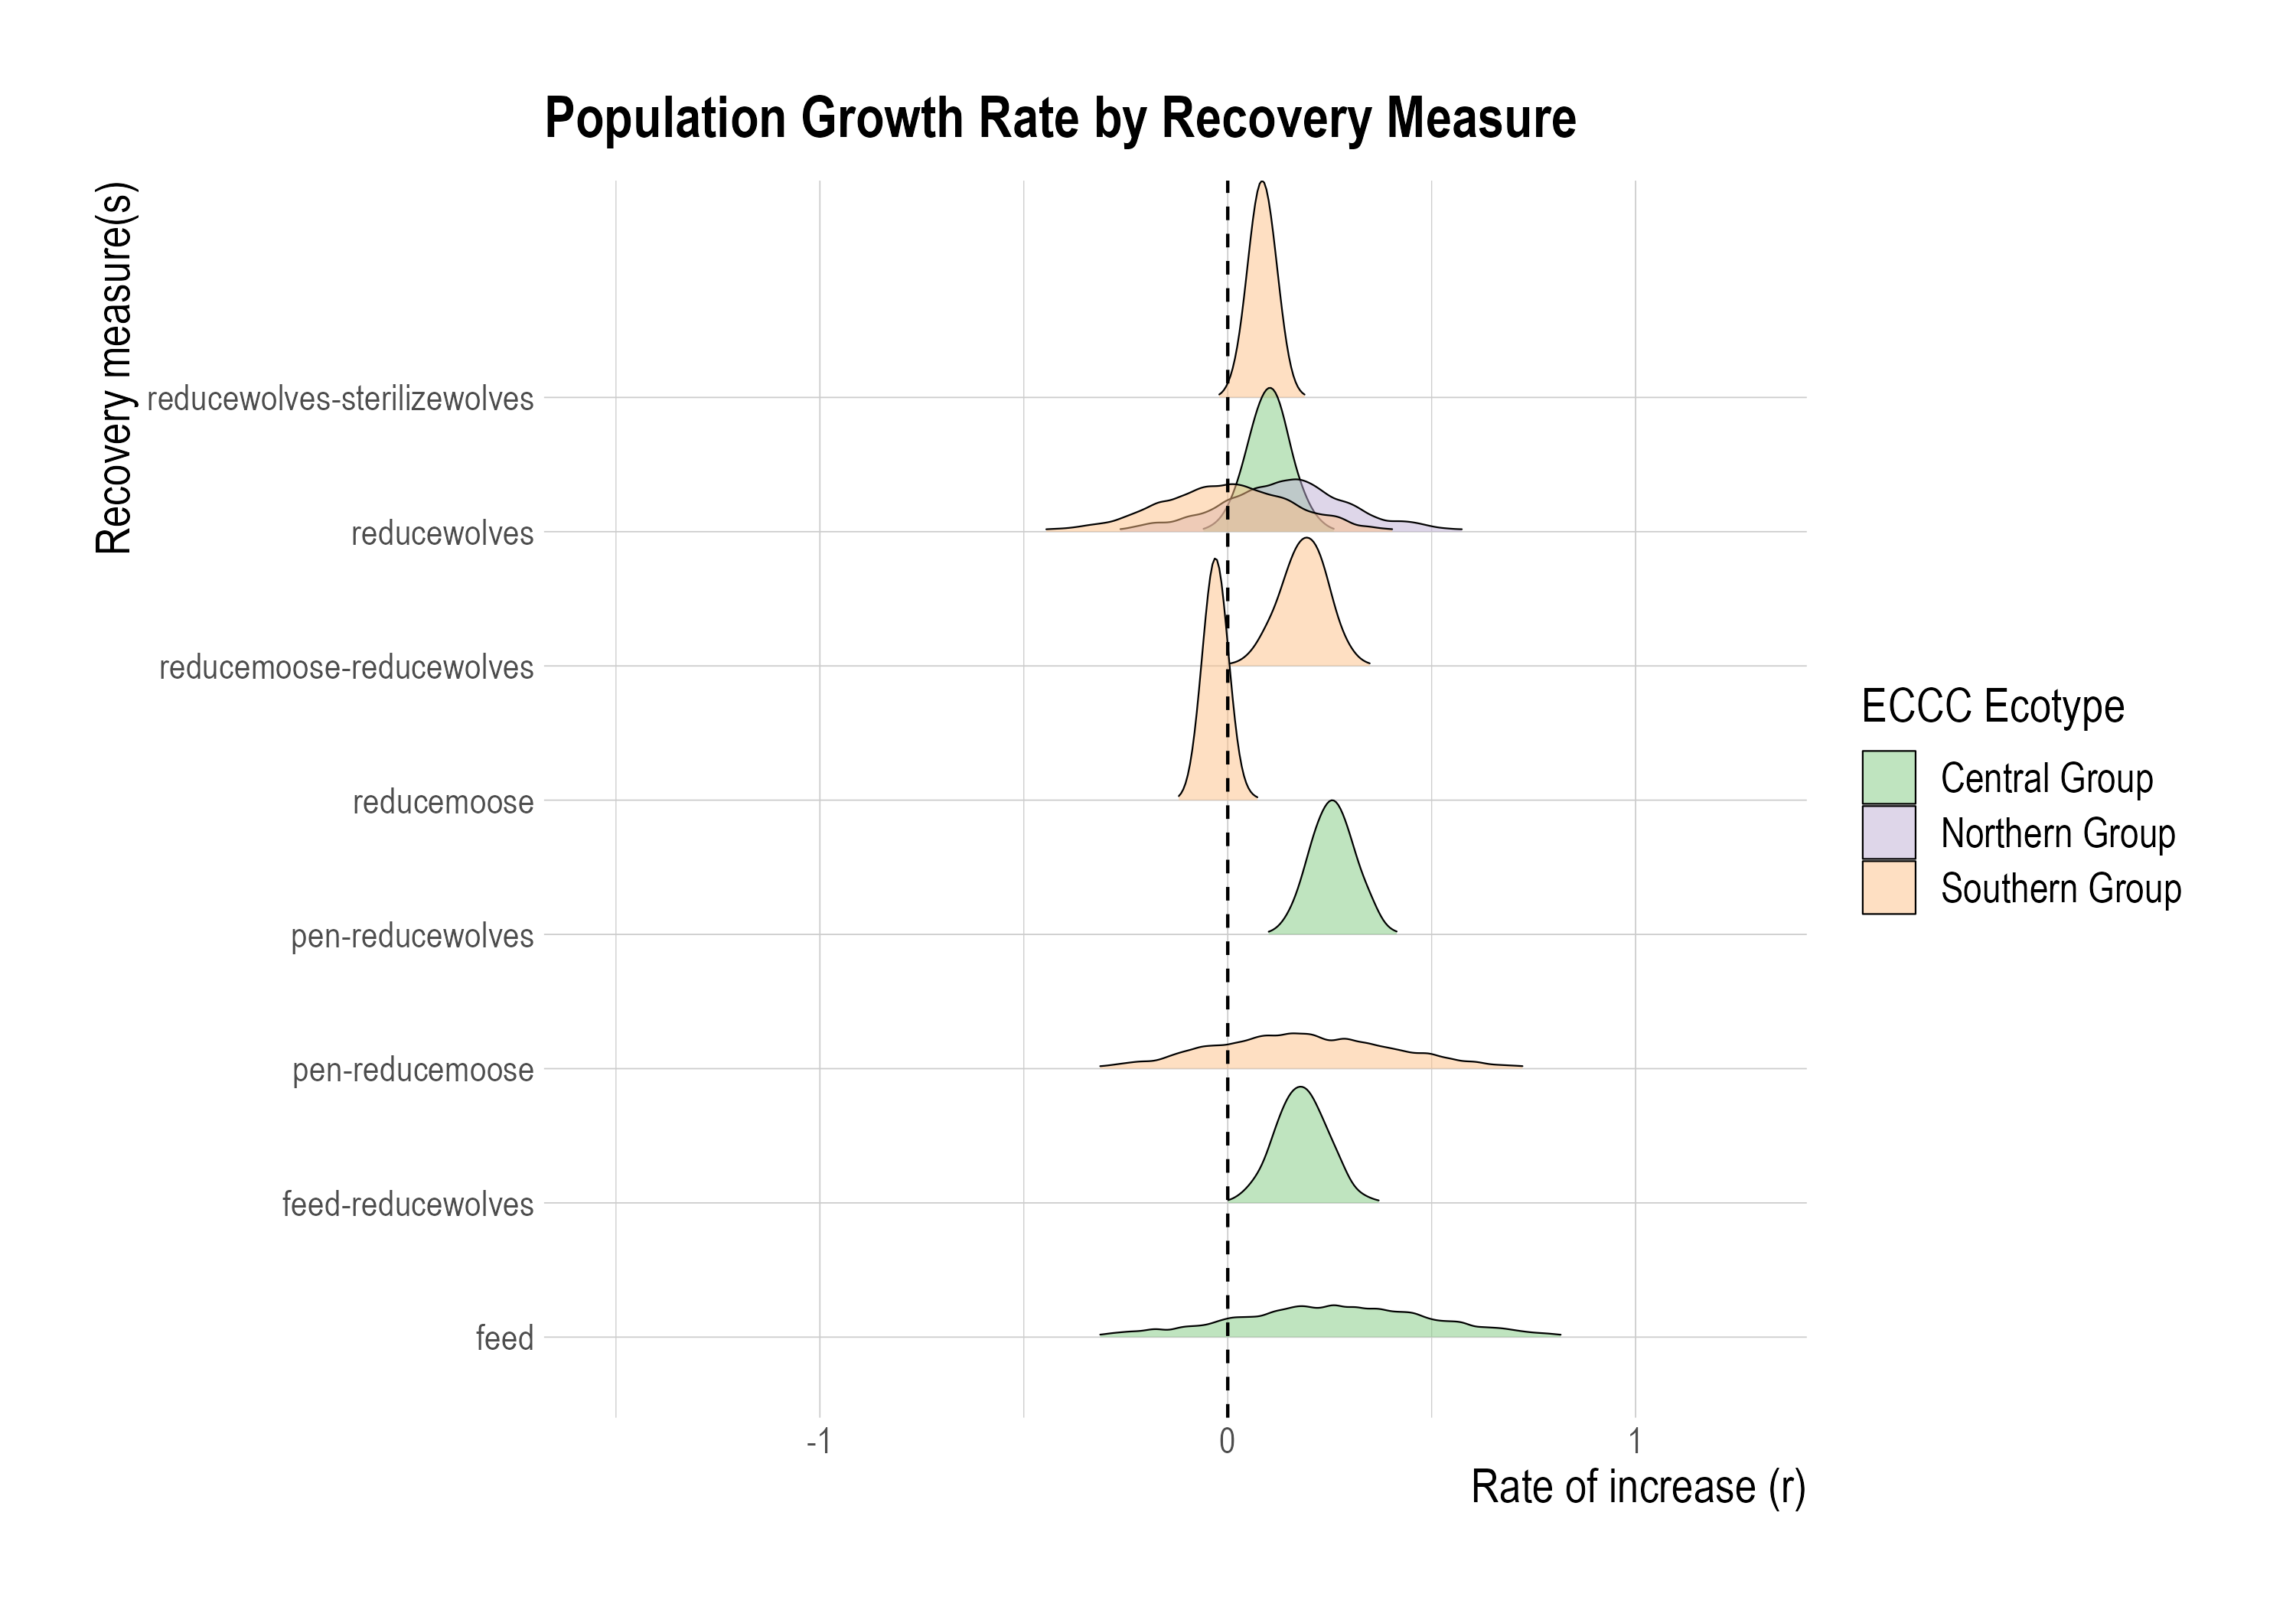 Population Growth Rate by Recovery Measure
Recovery measure(s)
reducewolves-sterilizewolves
reducewolves
reducemoose-reducewolves
reducemoose
pen-reducewolves
pen-reducemoose
feed-reducewolves
feed
-1
0
1
Rate of increase (r)
ECCC Ecotype
Central Group
Northern Group
Southern Group